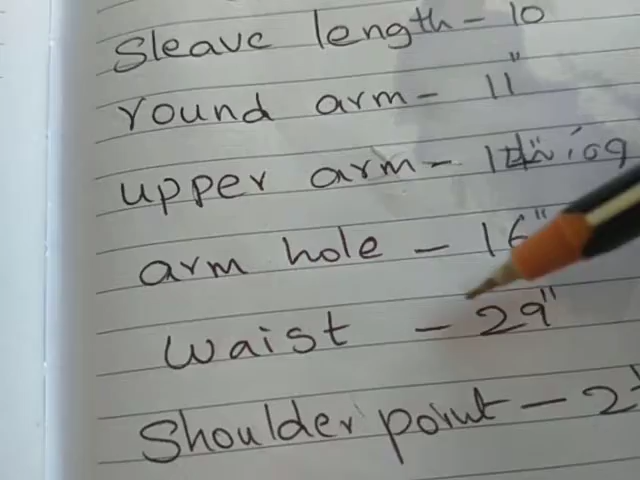 Sleave length - 10
round arm - 11"
upper arm -
arm hole - 16"
waist - 29"
Shoulder point - 2